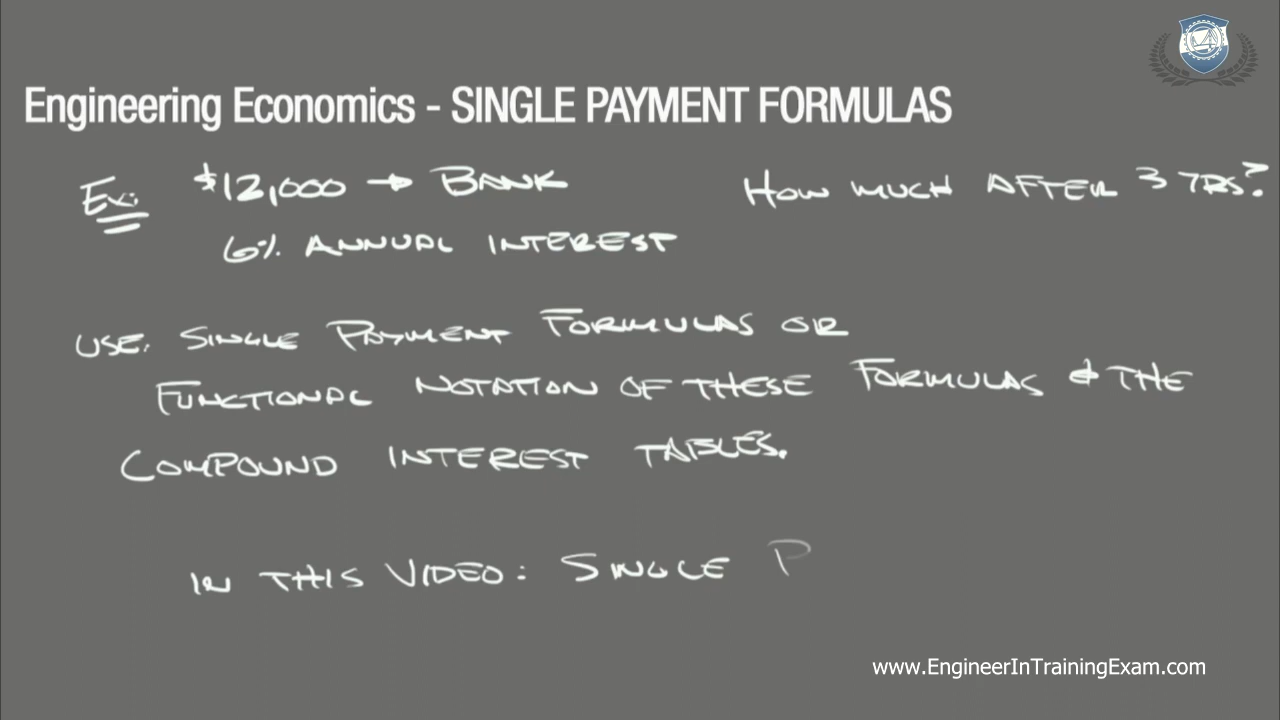 Engineering Economics - SINGLE PAYMENT FORMULAS
Ex: $12,000 → BANK HOW MUCH AFTER 3 YRS?
6% ANNUAL INTEREST
USE: SINGLE PAYMENT FORMULAS OR
FUNCTIONAL NOTATION OF THESE FORMULAS & THE
COMPOUND INTEREST TABLES.
IN THIS VIDEO: SINGLE P
www.EngineerInTrainingExam.com